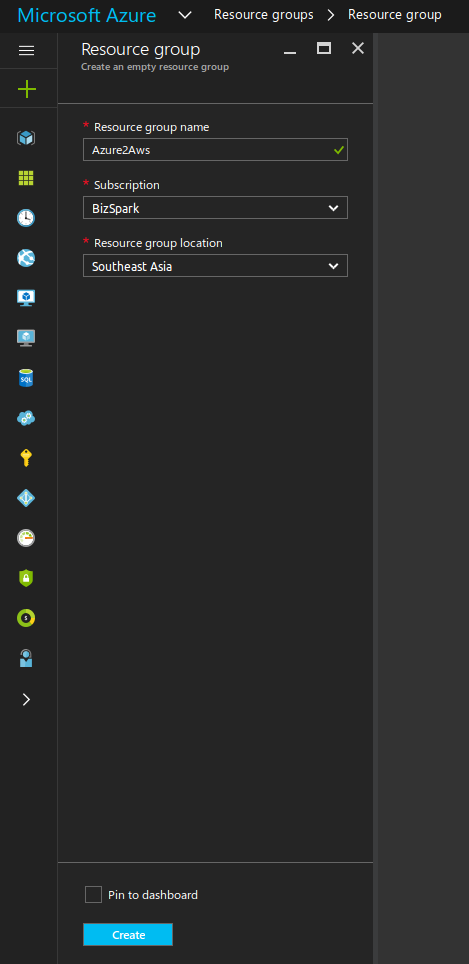 Microsoft Azure Resource groups Resource group
Resource group
Create an empty resource group
* Resource group name
Azure2Aws
* Subscription
BizSpark
* Resource group location
Southeast Asia
SQL
$
Pin to dashboard
Create